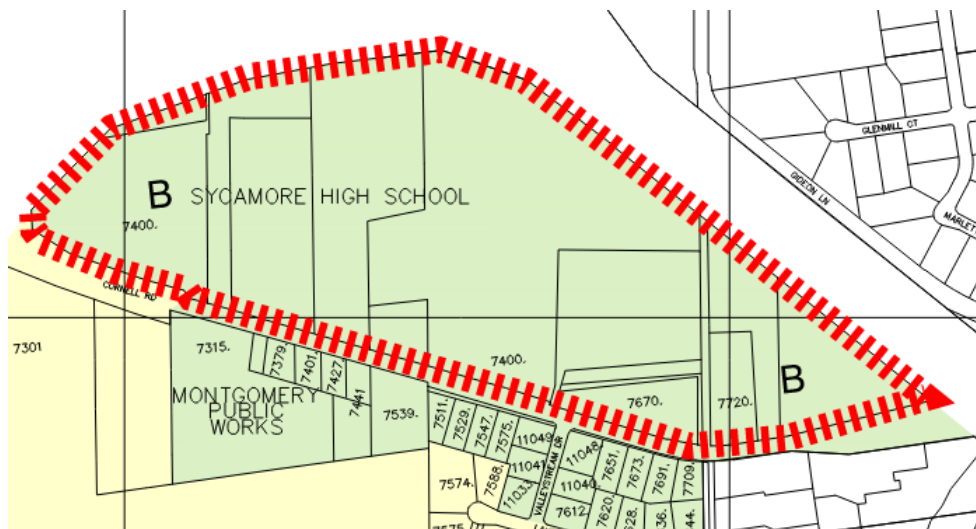 GLENMILL CT
GIDEON LN
B
SYCAMORE HIGH SCHOOL
7400.
CORNELL RD
7301
7315.
7379.
7401.
7427.
7441
7400.
B
MONTGOMERY
PUBLIC
WORKS
7539.
7670.
7720.
7511.
7529.
7547.
7575.
11049.
11048.
VALLEYSTREAM DR
7651.
7673.
7691.
7709.
11041.
11040.
7574.
7588.
11033.
7612.
7620.